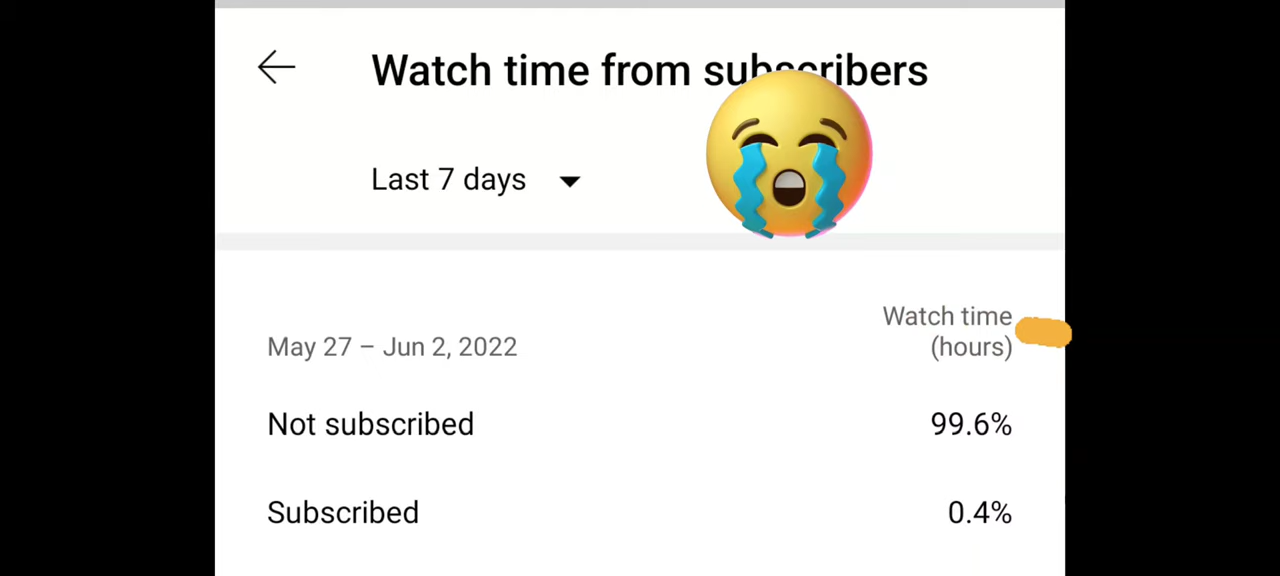 Watch time from subscribers
Last 7 days
Watch time
(hours)
May 27 – Jun 2, 2022
Not subscribed 99.6%
Subscribed 0.4%